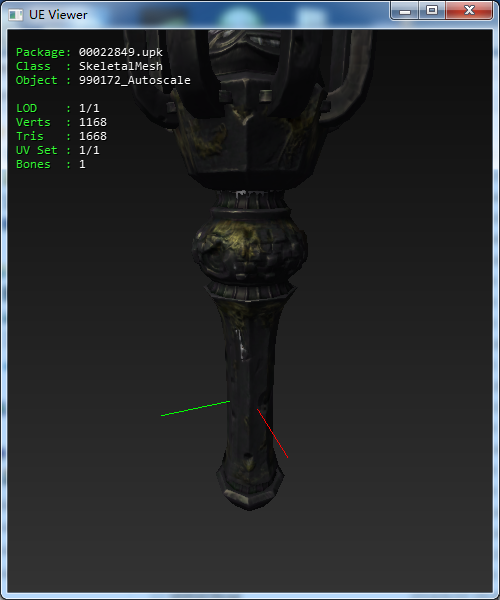 UE Viewer
Package: 00022849.upk
Class  : SkeletalMesh
Object : 990172_Autoscale
LOD    : 1/1
Verts  : 1168
Tris   : 1668
UV Set : 1/1
Bones  : 1